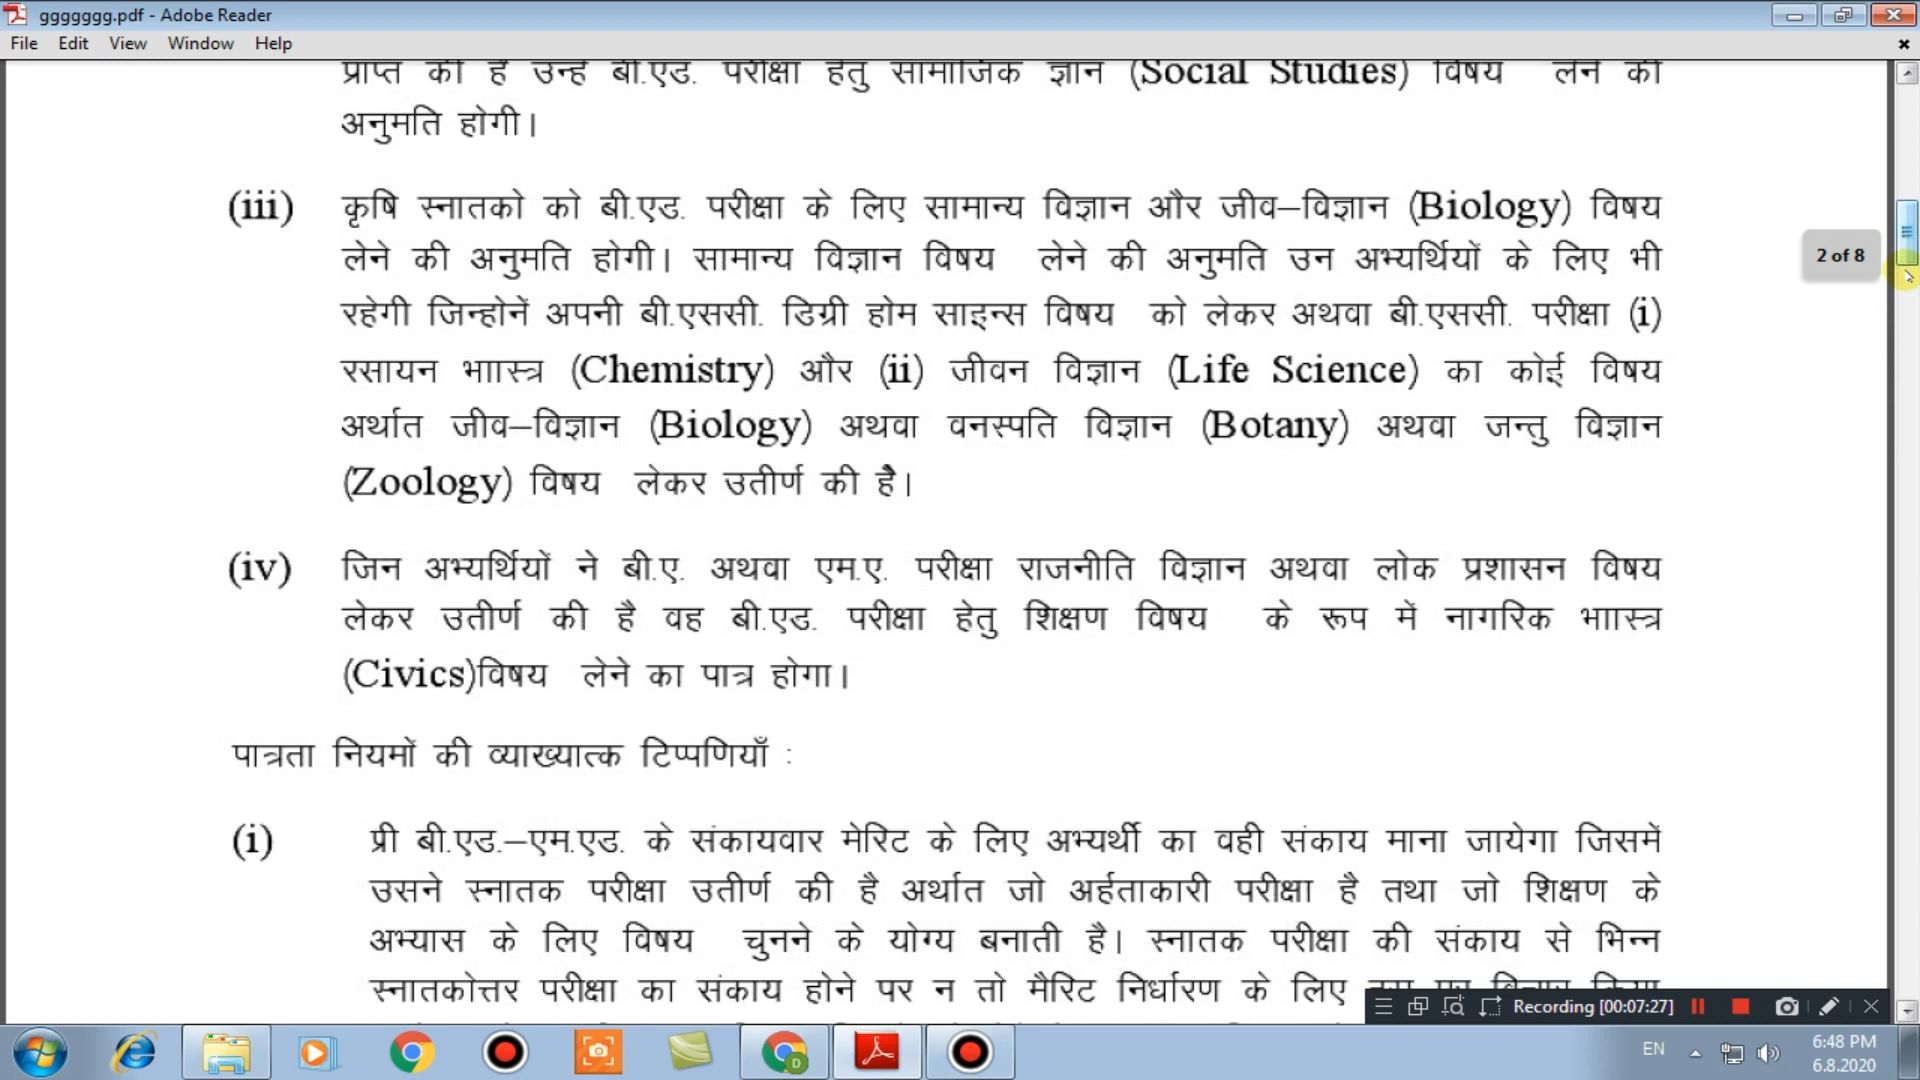 ggggggg.pdf - Adobe Reader
File Edit View Window Help
प्राप्त की है उन्हें बी.एड. परीक्षा हेतु सामाजिक ज्ञान (Social Studies) विषय लेने की
अनुमति होगी।
(iii) कृषि स्नातको को बी.एड. परीक्षा के लिए सामान्य विज्ञान और जीव–विज्ञान (Biology) विषय
लेने की अनुमति होगी। सामान्य विज्ञान विषय लेने की अनुमति उन अभ्यर्थियों के लिए भी
रहेगी जिन्होनें अपनी बी.एससी. डिग्री होम साइन्स विषय को लेकर अथवा बी.एससी. परीक्षा (i)
रसायन भाास्त्र (Chemistry) और (ii) जीवन विज्ञान (Life Science) का कोई विषय
अर्थात जीव–विज्ञान (Biology) अथवा वनस्पति विज्ञान (Botany) अथवा जन्तु विज्ञान
(Zoology) विषय लेकर उतीर्ण की है।
(iv) जिन अभ्यर्थियों ने बी.ए. अथवा एम.ए. परीक्षा राजनीति विज्ञान अथवा लोक प्रशासन विषय
लेकर उतीर्ण की है वह बी.एड. परीक्षा हेतु शिक्षण विषय के रूप में नागरिक भाास्त्र
(Civics)विषय लेने का पात्र होगा।
पात्रता नियमों की व्याख्यात्क टिप्पणियाँ :
(i) प्री बी.एड.–एम.एड. के संकायवार मेरिट के लिए अभ्यर्थी का वही संकाय माना जायेगा जिसमें
उसने स्नातक परीक्षा उतीर्ण की है अर्थात जो अर्हताकारी परीक्षा है तथा जो शिक्षण के
अभ्यास के लिए विषय चुनने के योग्य बनाती है। स्नातक परीक्षा की संकाय से भिन्न
स्नातकोत्तर परीक्षा का संकाय होने पर न तो मैरिट निर्धारण के लिए
2 of 8
Recording [00:07:27]
EN
6:48 PM
6.8.2020